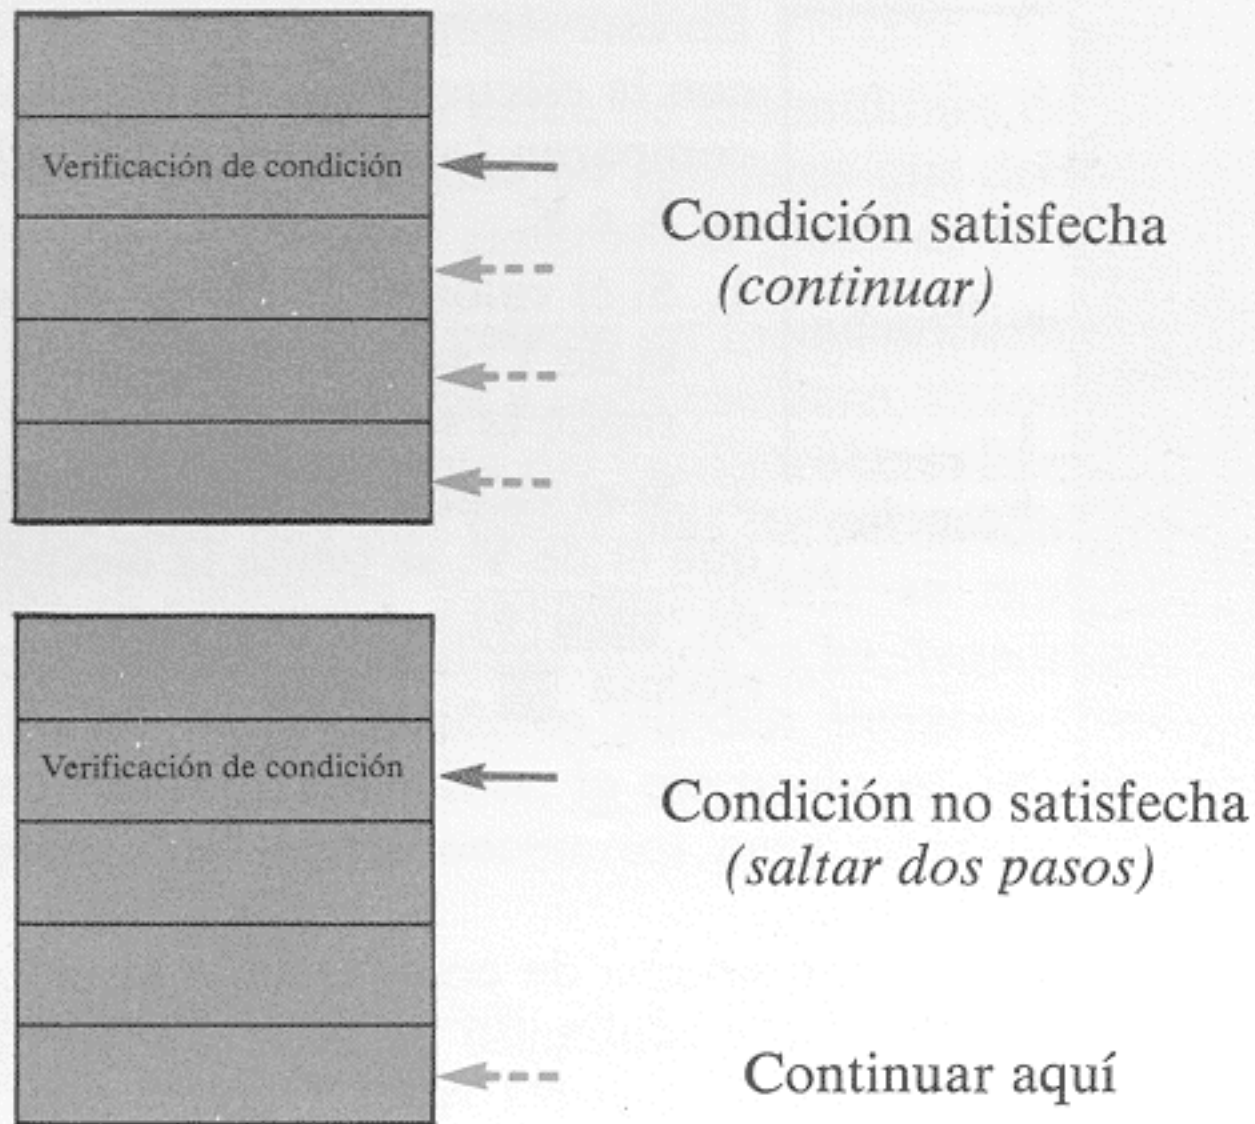 Verificación de condición
Condición satisfecha
(continuar)
Verificación de condición
Condición no satisfecha
(saltar dos pasos)
Continuar aquí